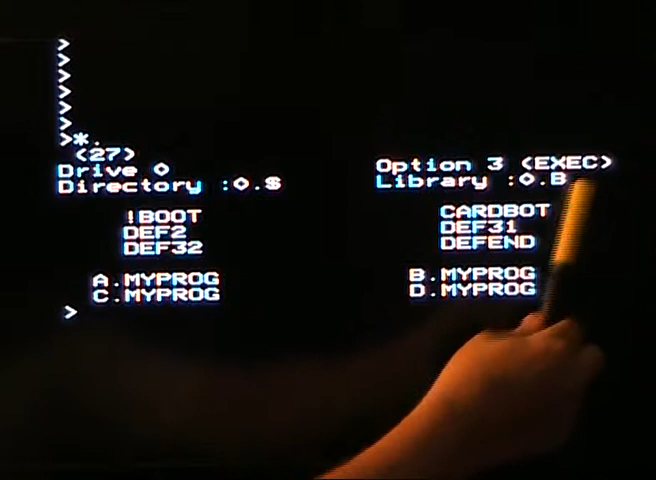 >
>
>
>
>
>
>*.
(27)
Drive 0 Option 3 (EXEC)
Directory :0.$ Library :0.B
!BOOT CARDBOT
DEF2 DEF31
DEF32 DEFEND
A.MYPROG B.MYPROG
C.MYPROG D.MYPROG
>